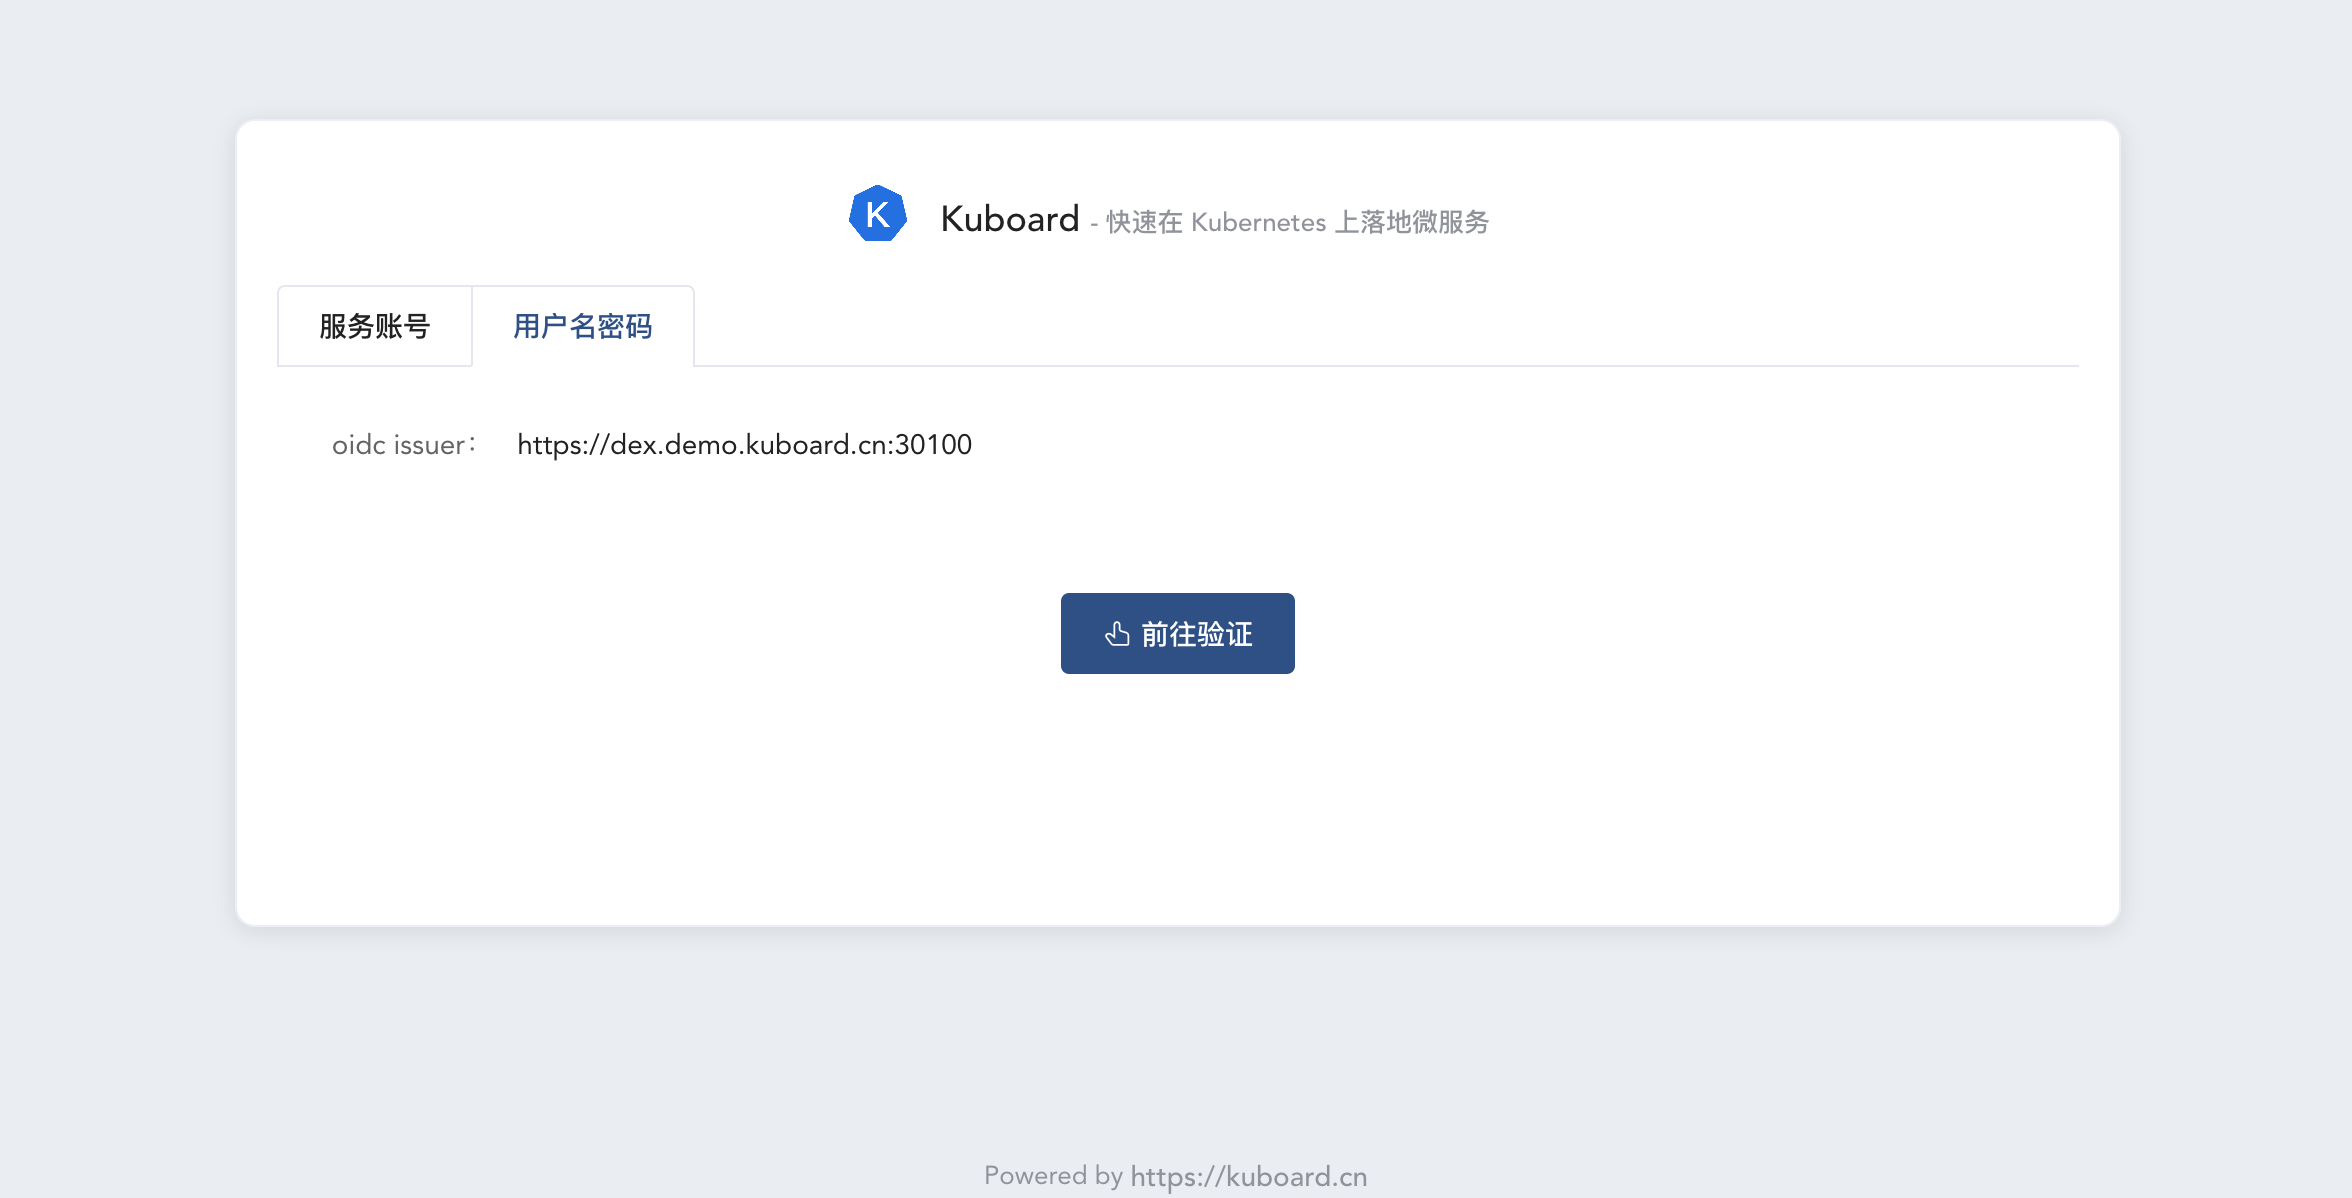 K
Kuboard - 快速在 Kubernetes 上落地微服务
服务账号 用户名密码
oidc issuer： https://dex.demo.kuboard.cn:30100
前往验证
Powered by https://kuboard.cn